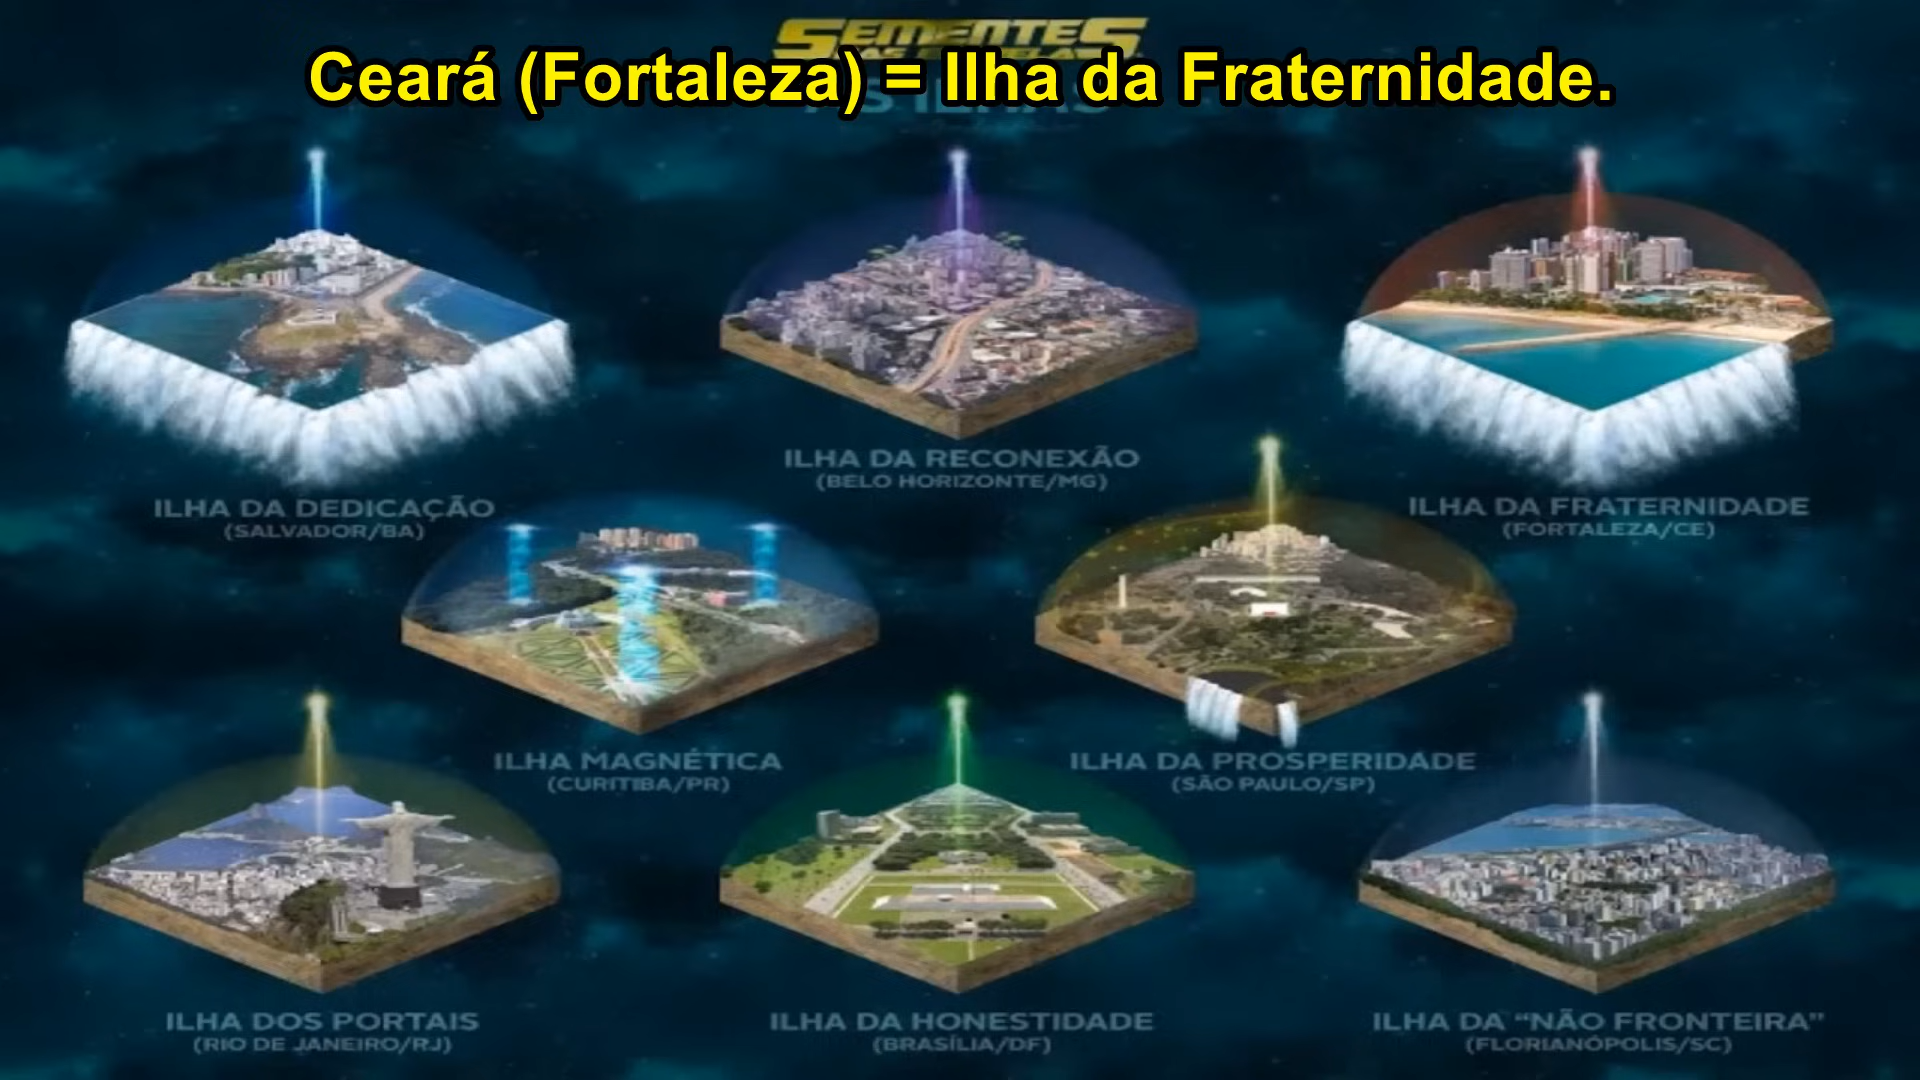 SEMENTES
Ceará (Fortaleza) = Ilha da Fraternidade.
ILHA DA RECONEXÃO
(BELO HORIZONTE/MG)
ILHA DA DEDICAÇÃO
(SALVADOR/BA)
ILHA DA FRATERNIDADE
(FORTALEZA/CE)
ILHA MAGNÉTICA
(CURITIBA/PR)
ILHA DA PROSPERIDADE
(SÃO PAULO/SP)
ILHA DOS PORTAIS
(RIO DE JANEIRO/RJ)
ILHA DA HONESTIDADE
(BRASÍLIA/DF)
ILHA DA “NÃO FRONTEIRA”
(FLORIANÓPOLIS/SC)